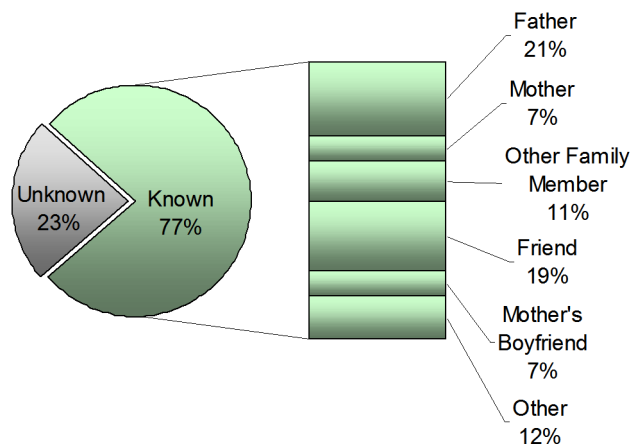 Unknown
23%
Known
77%
Father
21%
Mother
7%
Other Family
Member
11%
Friend
19%
Mother's
Boyfriend
7%
Other
12%